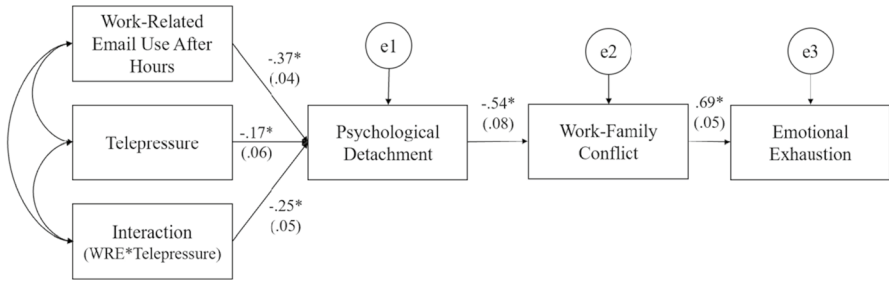 Work-Related
Email Use After
Hours
-.37*
(.04)
e1
e2
e3
Telepressure
-.17*
(.06)
Psychological
Detachment
-.54*
(.08)
Work-Family
Conflict
.69*
(.05)
Emotional
Exhaustion
Interaction
(WRE*Telepressure)
-.25*
(.05)